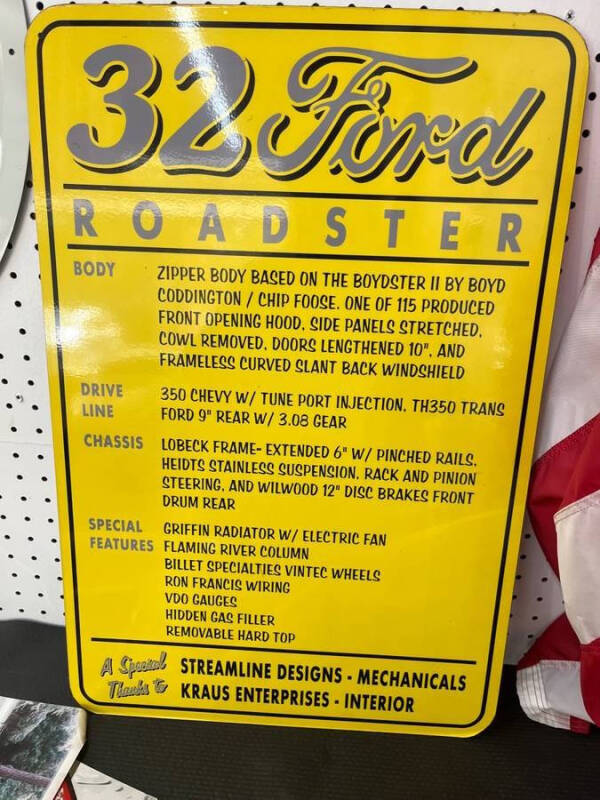 32 Ford
ROADSTER
BODY ZIPPER BODY BASED ON THE BOYDSTER II BY BOYD
CODDINGTON / CHIP FOOSE. ONE OF 115 PRODUCED
FRONT OPENING HOOD, SIDE PANELS STRETCHED,
COWL REMOVED, DOORS LENGTHENED 10", AND
FRAMELESS CURVED SLANT BACK WINDSHIELD
DRIVE LINE 350 CHEVY W/ TUNE PORT INJECTION, TH350 TRANS
FORD 9" REAR W/ 3.08 GEAR
CHASSIS LOBECK FRAME- EXTENDED 6" W/ PINCHED RAILS,
HEIDTS STAINLESS SUSPENSION, RACK AND PINION
STEERING, AND WILWOOD 12" DISC BRAKES FRONT
DRUM REAR
SPECIAL FEATURES GRIFFIN RADIATOR W/ ELECTRIC FAN
FLAMING RIVER COLUMN
BILLET SPECIALTIES VINTEC WHEELS
RON FRANCIS WIRING
VDO GAUGES
HIDDEN GAS FILLER
REMOVABLE HARD TOP
A Special Thanks to STREAMLINE DESIGNS - MECHANICALS
KRAUS ENTERPRISES - INTERIOR